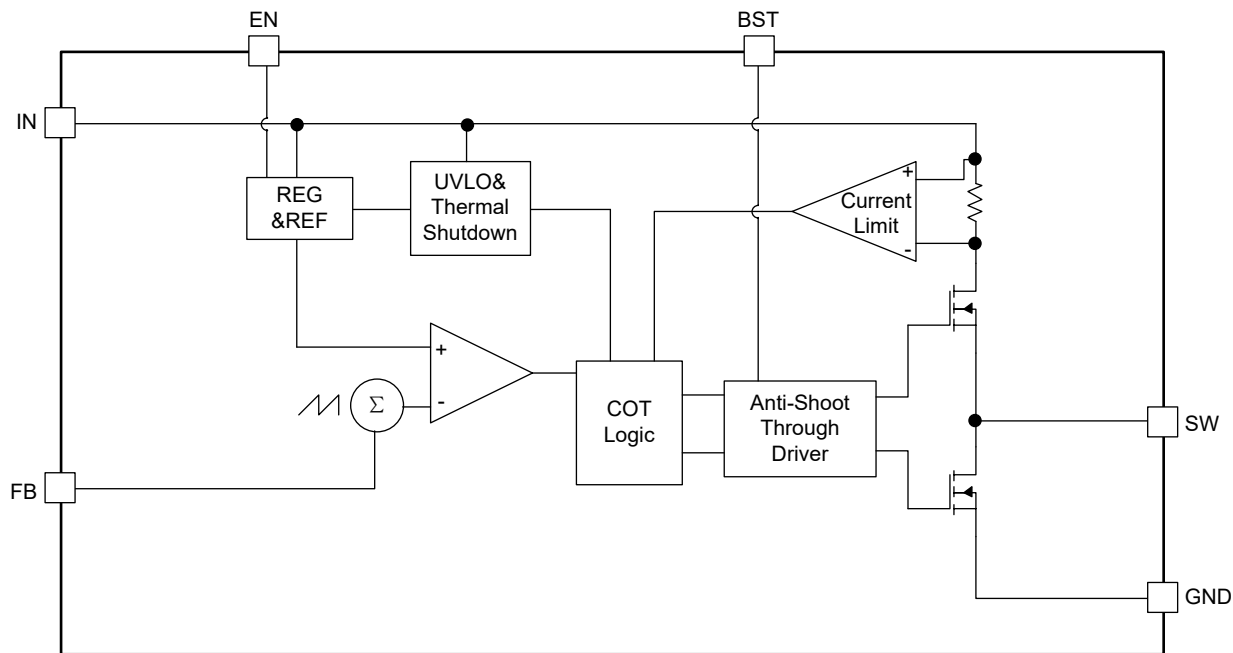 EN
BST
IN
REG
&REF
UVLO&
Thermal
Shutdown
+
Current
Limit
-
+
-
Σ
COT
Logic
Anti-Shoot
Through
Driver
SW
FB
GND